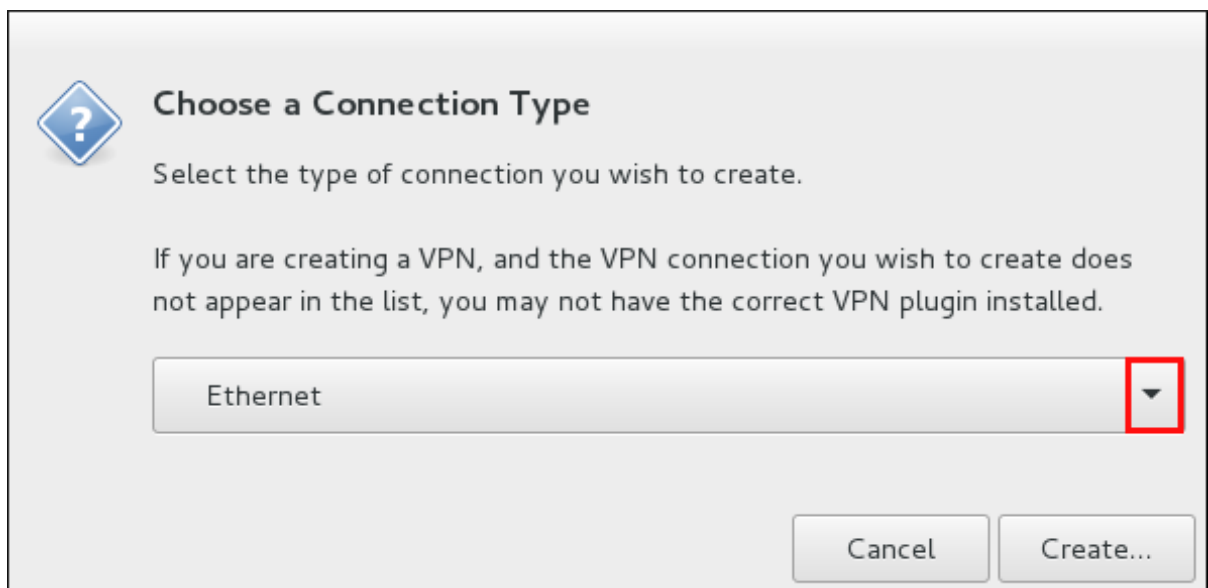 Choose a Connection Type
Select the type of connection you wish to create.
If you are creating a VPN, and the VPN connection you wish to create does
not appear in the list, you may not have the correct VPN plugin installed.
Ethernet
Cancel
Create...